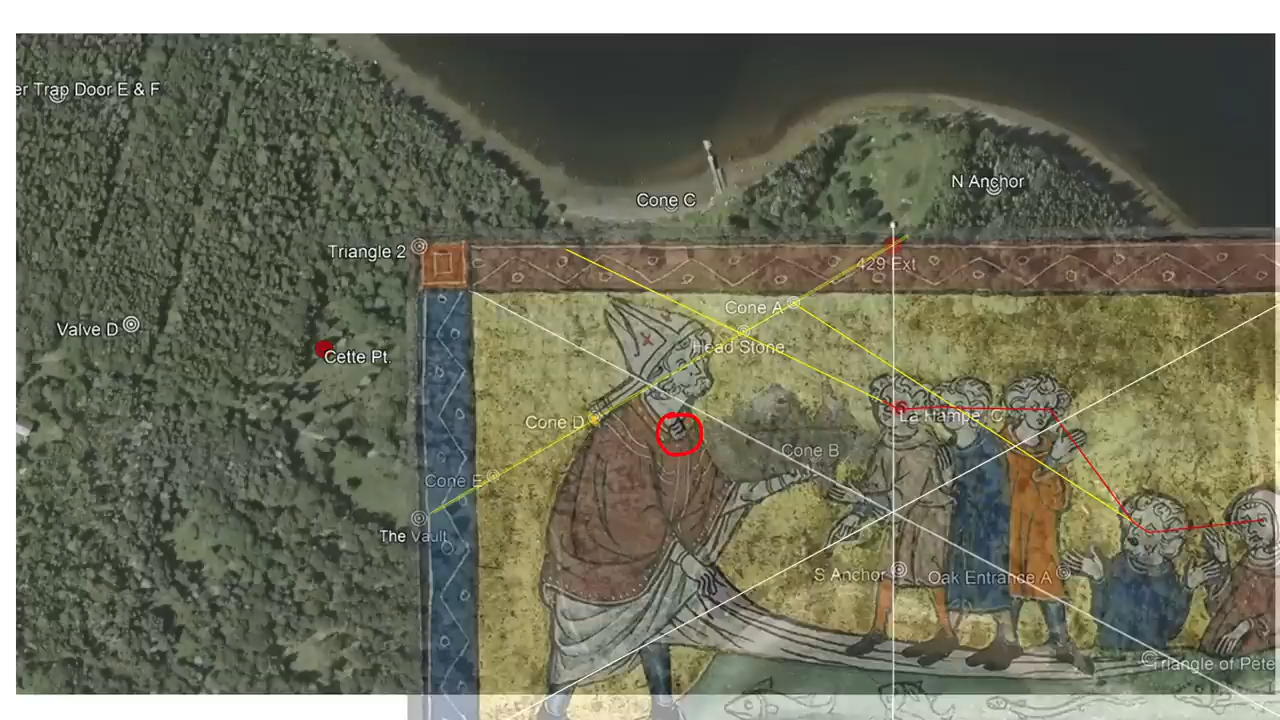 er Trap Door E & F
N Anchor
Cone C
Triangle 2
429 Ext
Cone A
Valve D
Head Stone
Cette Pt.
La Hampe C
Cone D
Cone B
Cone E
The Vault
S Anchor
Oak Entrance A
Triangle of Pete